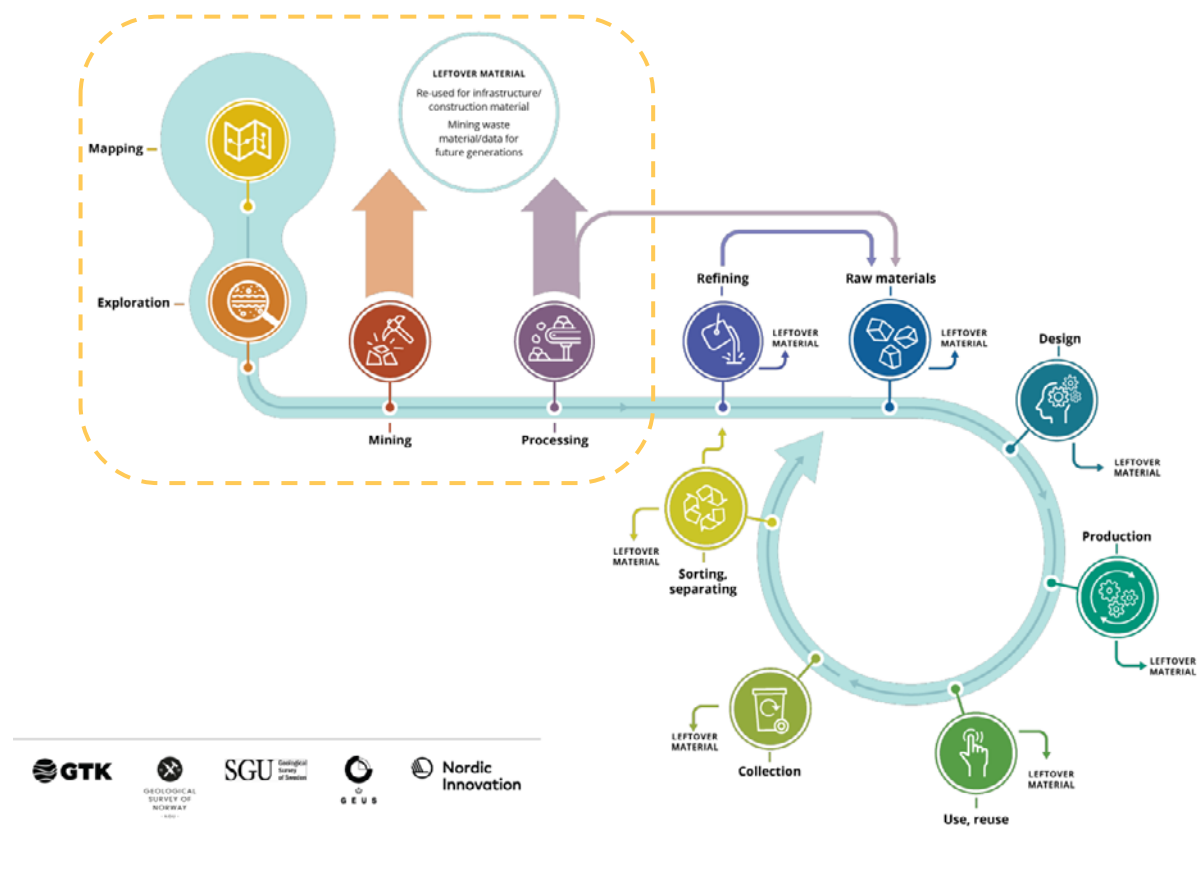 LEFTOVER MATERIAL
Re-used for infrastructure/
construction material
Mining waste
material/data for
future generations
Mapping
Exploration
Mining
Processing
Refining
LEFTOVER
MATERIAL
Raw materials
LEFTOVER
MATERIAL
Design
LEFTOVER
MATERIAL
Production
LEFTOVER
MATERIAL
Use, reuse
LEFTOVER
MATERIAL
Collection
LEFTOVER
MATERIAL
Sorting,
separating
LEFTOVER
MATERIAL
GTK
GEOLOGICAL
SURVEY OF
NORWAY
- NGU -
SGU
Geological
Survey
of Sweden
GEUS
Nordic
Innovation